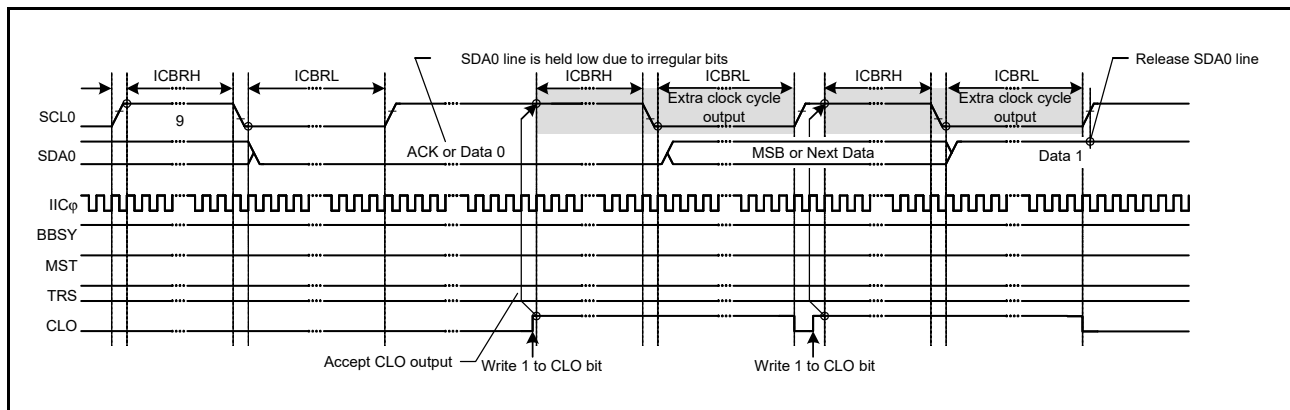 SDA0 line is held low due to irregular bits
Release SDA0 line
ICBRH
ICBRL
ICBRH
ICBRL
ICBRH
ICBRL
SCL0
9
Extra clock cycle
output
Extra clock cycle
output
SDA0
ACK or Data 0
MSB or Next Data
Data 1
IICφ
BBSY
MST
TRS
CLO
Accept CLO output
Write 1 to CLO bit
Write 1 to CLO bit